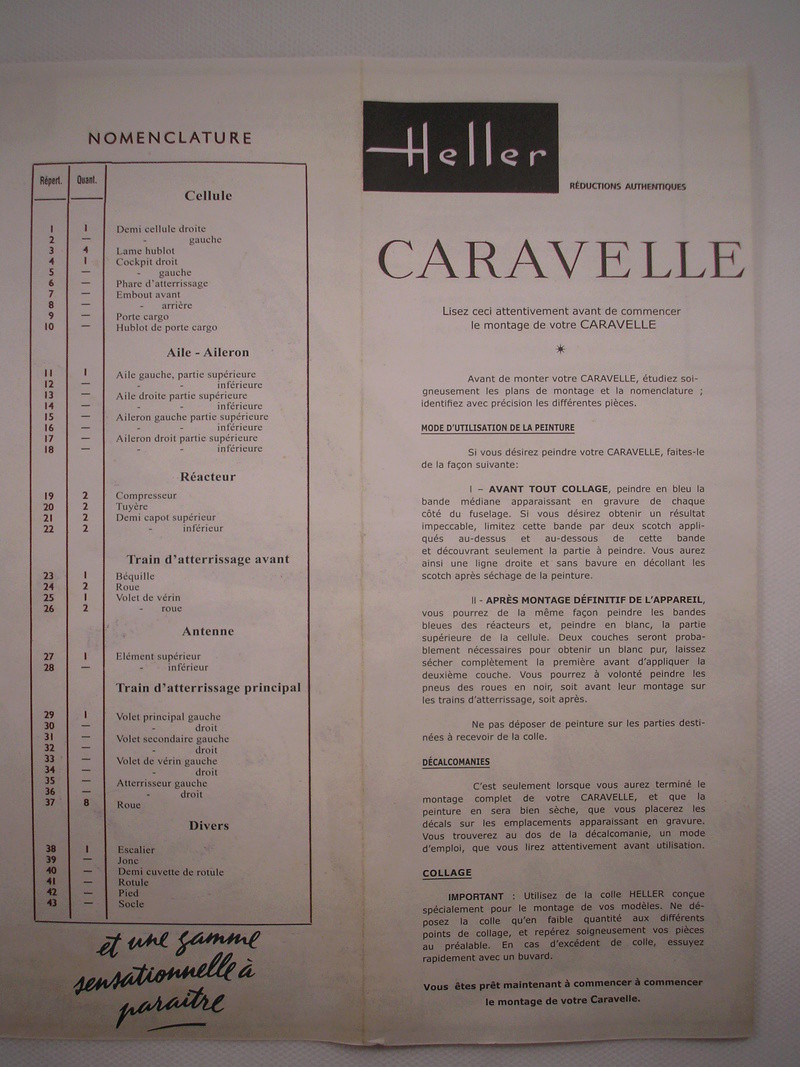 NOMENCLATURE
Répert. Quant.
Cellule
1 1 Demi cellule droite
2 — - gauche
3 4 Lame hublot
4 1 Cockpit droit
5 — - gauche
6 — Phare d'atterrissage
7 — Embout avant
8 — - arrière
9 — Porte cargo
10 — Hublot de porte cargo
Aile - Aileron
11 1 Aile gauche, partie supérieure
12 — - - inférieure
13 — Aile droite partie supérieure
14 — - - inférieure
15 — Aileron gauche partie supérieure
16 — - - inférieure
17 — Aileron droit partie supérieure
18 — - - inférieure
Réacteur
19 2 Compresseur
20 2 Tuyère
21 2 Demi capot supérieur
22 2 - inférieur
Train d'atterrissage avant
23 1 Béquille
24 2 Roue
25 1 Volet de vérin
26 2 - roue
Antenne
27 1 Elément supérieur
28 — - inférieur
Train d'atterrissage principal
29 1 Volet principal gauche
30 — - droit
31 — Volet secondaire gauche
32 — - droit
33 — Volet de vérin gauche
34 — - droit
35 — Atterrisseur gauche
36 — - droit
37 8 Roue
Divers
38 1 Escalier
39 — Jonc
40 — Demi cuvette de rotule
41 — Rotule
42 — Pied
43 — Socle
et une gamme
sensationnelle à
paraître
Heller
RÉDUCTIONS AUTHENTIQUES
CARAVELLE
Lisez ceci attentivement avant de commencer
le montage de votre CARAVELLE
✴
Avant de monter votre CARAVELLE, étudiez soi-
gneusement les plans de montage et la nomenclature ;
identifiez avec précision les différentes pièces.
MODE D'UTILISATION DE LA PEINTURE
Si vous désirez peindre votre CARAVELLE, faites-le
de la façon suivante:
I – AVANT TOUT COLLAGE, peindre en bleu la
bande médiane apparaissant en gravure de chaque
côté du fuselage. Si vous désirez obtenir un résultat
impeccable, limitez cette bande par deux scotch appli-
qués au-dessus et au-dessous de cette bande
et découvrant seulement la partie à peindre. Vous aurez
ainsi une ligne droite et sans bavure en décollant les
scotch après séchage de la peinture.
II - APRÈS MONTAGE DÉFINITIF DE L'APPAREIL,
vous pourrez de la même façon peindre les bandes
bleues des réacteurs et, peindre en blanc, la partie
supérieure de la cellule. Deux couches seront proba-
blement nécessaires pour obtenir un blanc pur, laissez
sécher complètement la première avant d'appliquer la
deuxième couche. Vous pourrez à volonté peindre les
pneus des roues en noir, soit avant leur montage sur
les trains d'atterrissage, soit après.
Ne pas déposer de peinture sur les parties desti-
nées à recevoir de la colle.
DÉCALCOMANIES
C'est seulement lorsque vous aurez terminé le
montage complet de votre CARAVELLE, et que la
peinture en sera bien sèche, que vous placerez les
décals sur les emplacements apparaissant en gravure.
Vous trouverez au dos de la décalcomanie, un mode
d'emploi, que vous lirez attentivement avant utilisation.
COLLAGE
IMPORTANT : Utilisez de la colle HELLER conçue
spécialement pour le montage de vos modèles. Ne dé-
posez la colle qu'en faible quantité aux différents
points de collage, et repérez soigneusement vos pièces
au préalable. En cas d'excédent de colle, essuyez
rapidement avec un buvard.
Vous êtes prêt maintenant à commencer à commencer
le montage de votre Caravelle.